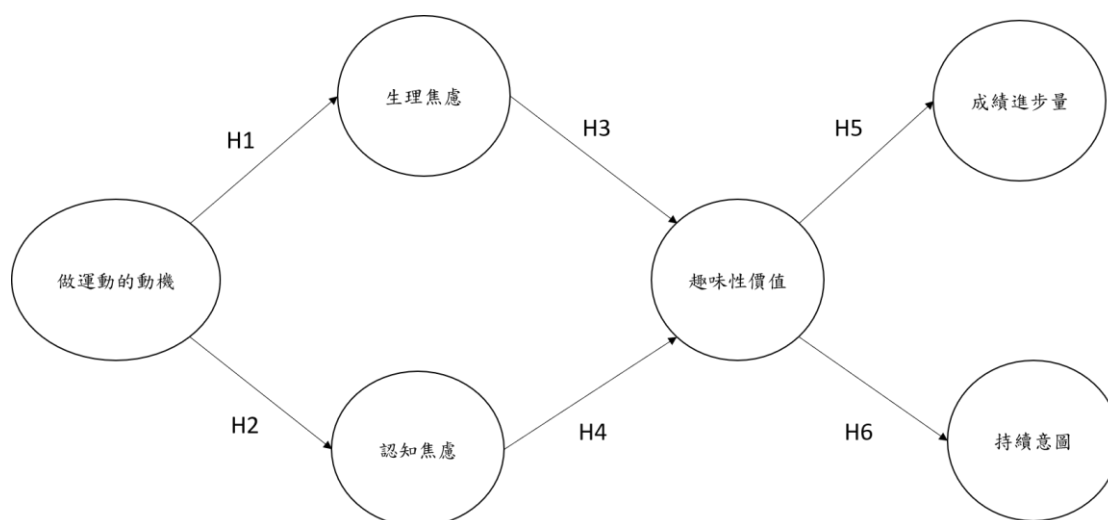 生理焦慮
成績進步量
H1
H3
H5
做運動的動機
趣味性價值
H2
H4
H6
認知焦慮
持續意圖